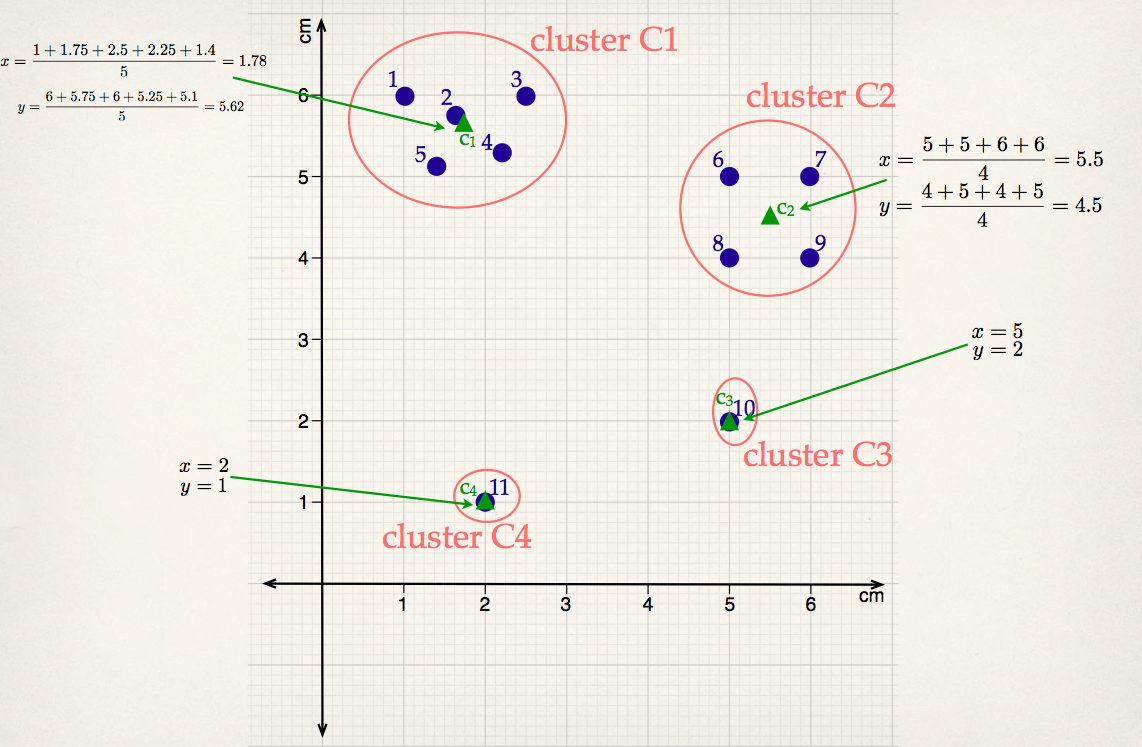 cm
cluster C1
x = (1 + 1.75 + 2.5 + 2.25 + 1.4) / 5 = 1.78
y = (6 + 5.75 + 6 + 5.25 + 5.1) / 5 = 5.62
1
3
2
c1
4
5
cluster C2
6
7
c2
8
9
x = (5 + 5 + 6 + 6) / 4 = 5.5
y = (4 + 5 + 4 + 5) / 4 = 4.5
6
5
4
3
2
1
x = 5
y = 2
c3
10
cluster C3
x = 2
y = 1
c4
11
cluster C4
1 2 3 4 5 6 cm